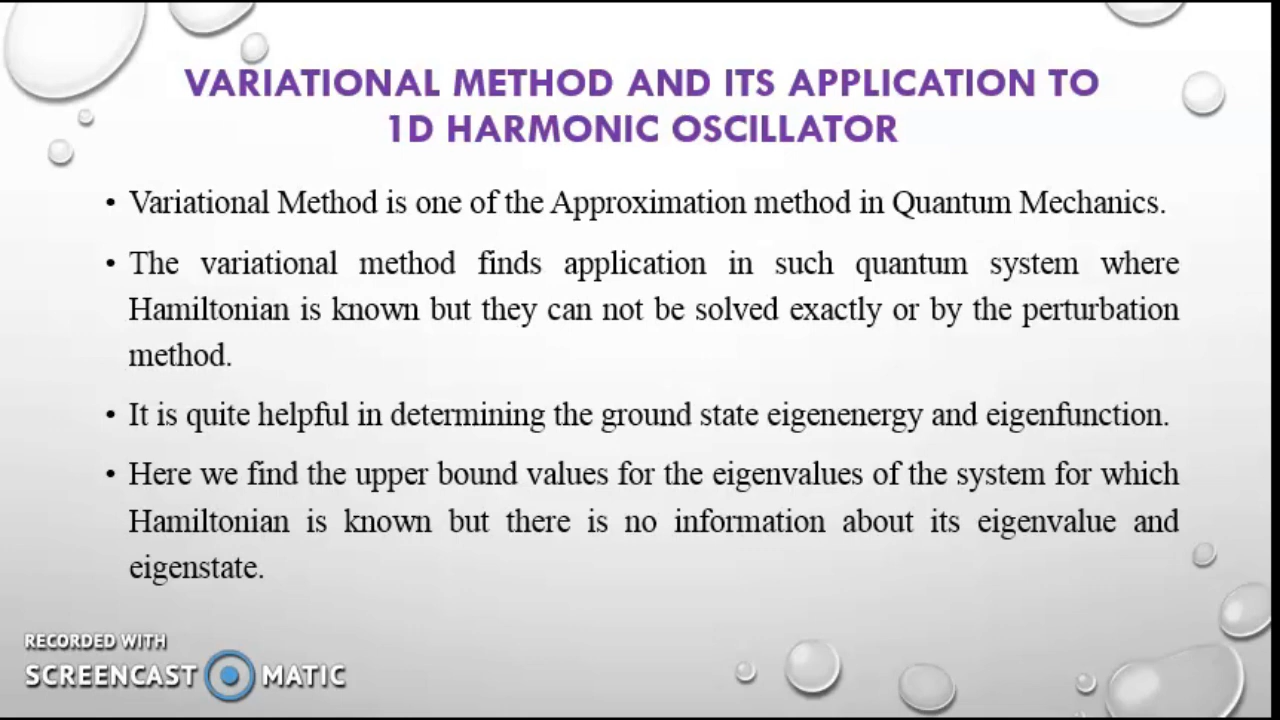 VARIATIONAL METHOD AND ITS APPLICATION TO
1D HARMONIC OSCILLATOR
• Variational Method is one of the Approximation method in Quantum Mechanics.
• The variational method finds application in such quantum system where
Hamiltonian is known but they can not be solved exactly or by the perturbation
method.
• It is quite helpful in determining the ground state eigenenergy and eigenfunction.
• Here we find the upper bound values for the eigenvalues of the system for which
Hamiltonian is known but there is no information about its eigenvalue and
eigenstate.
RECORDED WITH
SCREENCAST MATIC